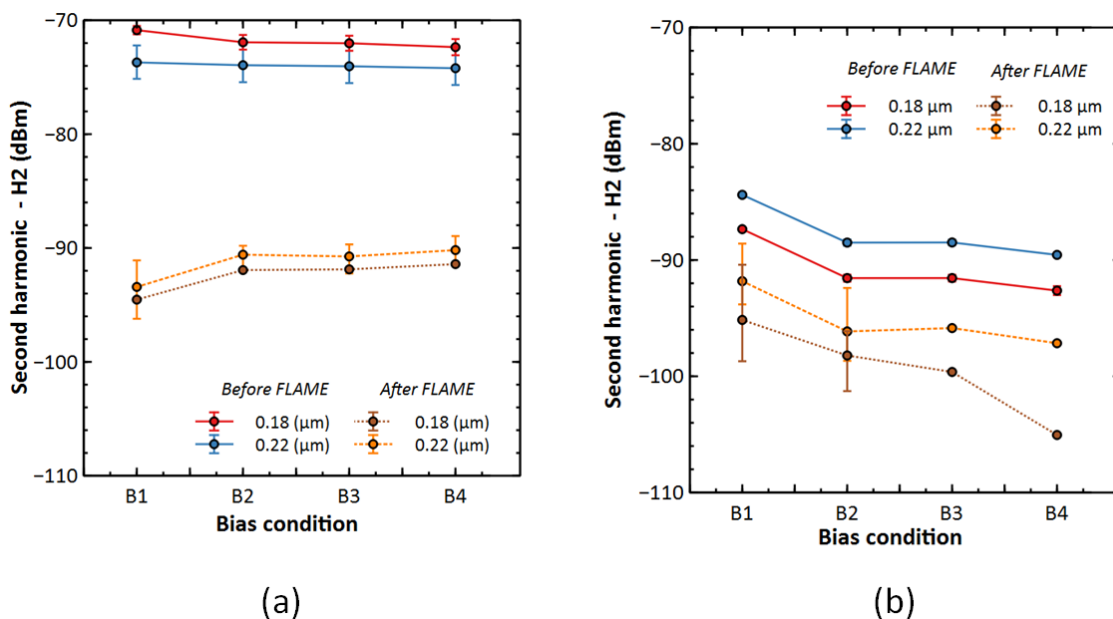 Second harmonic - H2 (dBm)
−70
−80
−90
−100
−110
Before FLAME After FLAME
0.18 (μm) 0.18 (μm)
0.22 (μm) 0.22 (μm)
B1 B2 B3 B4
Bias condition
(a)
Second harmonic - H2 (dBm)
−70
−80
−90
−100
−110
Before FLAME After FLAME
0.18 μm 0.18 μm
0.22 μm 0.22 μm
B1 B2 B3 B4
Bias condition
(b)